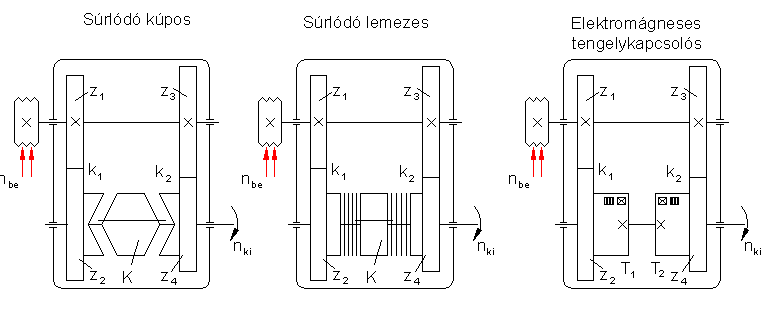 Súrlódó kúpos
Súrlódó lemezes
Elektromágneses
tengelykapcsolós
z1
z3
k1
k2
nbe
nki
z2
K
z4
z1
z3
k1
k2
nbe
nki
z2
K
z4
z1
z3
k1
k2
nbe
nki
z2
T1
T2
z4